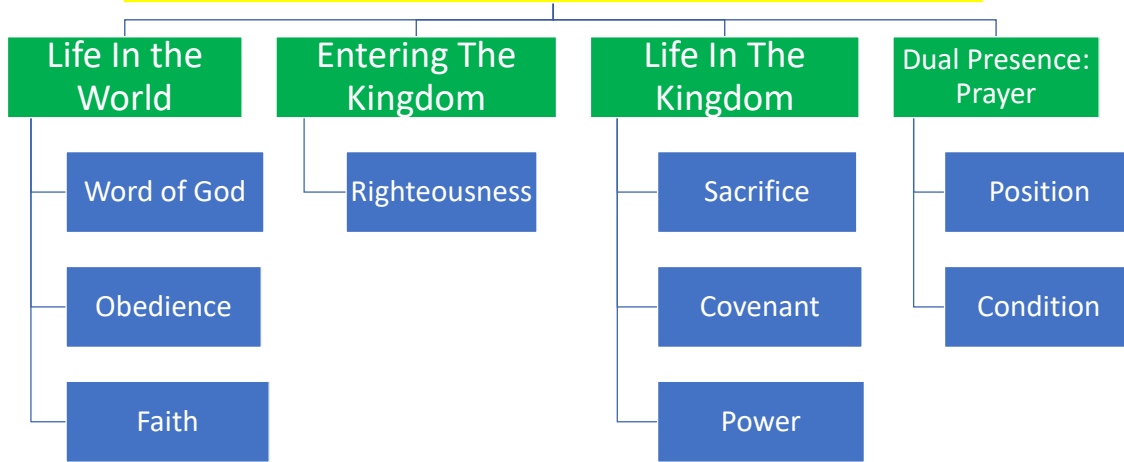 Life In the
World
Entering The
Kingdom
Life In The
Kingdom
Dual Presence:
Prayer
Word of God
Righteousness
Sacrifice
Position
Obedience
Covenant
Condition
Faith
Power